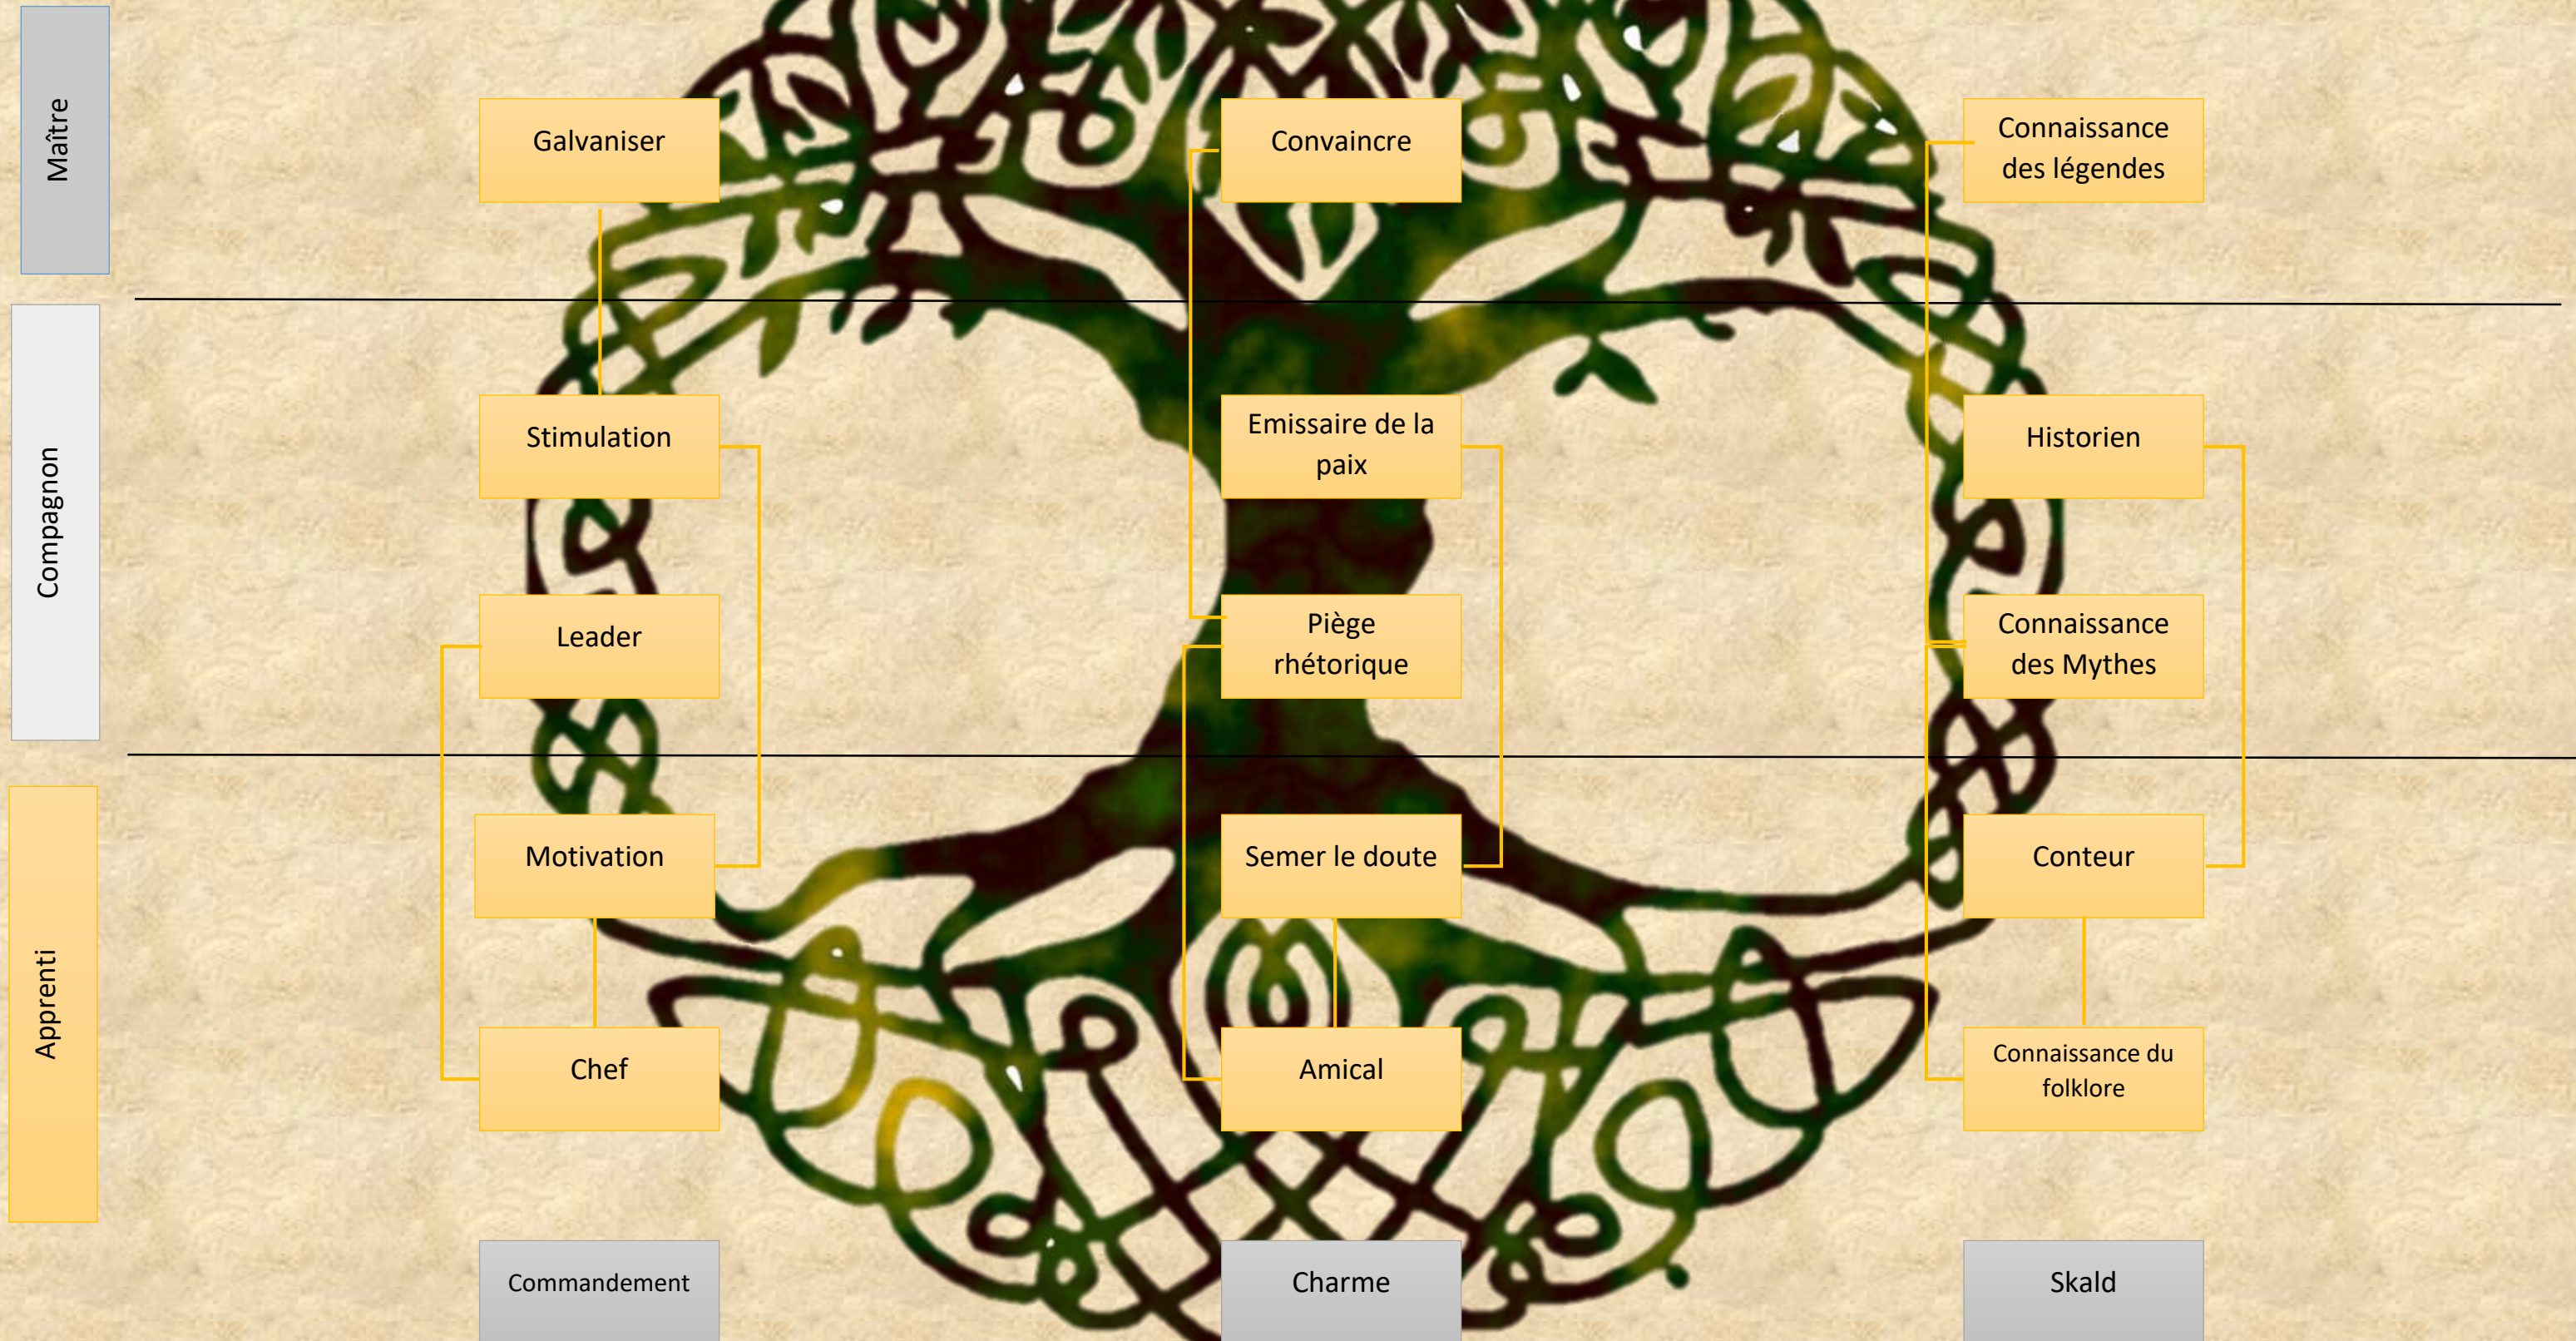 Maître
Galvaniser
Convaincre
Connaissance
des légendes
Compagnon
Stimulation
Emissaire de la
paix
Historien
Leader
Piège
rhétorique
Connaissance
des Mythes
Apprenti
Motivation
Semer le doute
Conteur
Chef
Amical
Connaissance du
folklore
Commandement
Charme
Skald